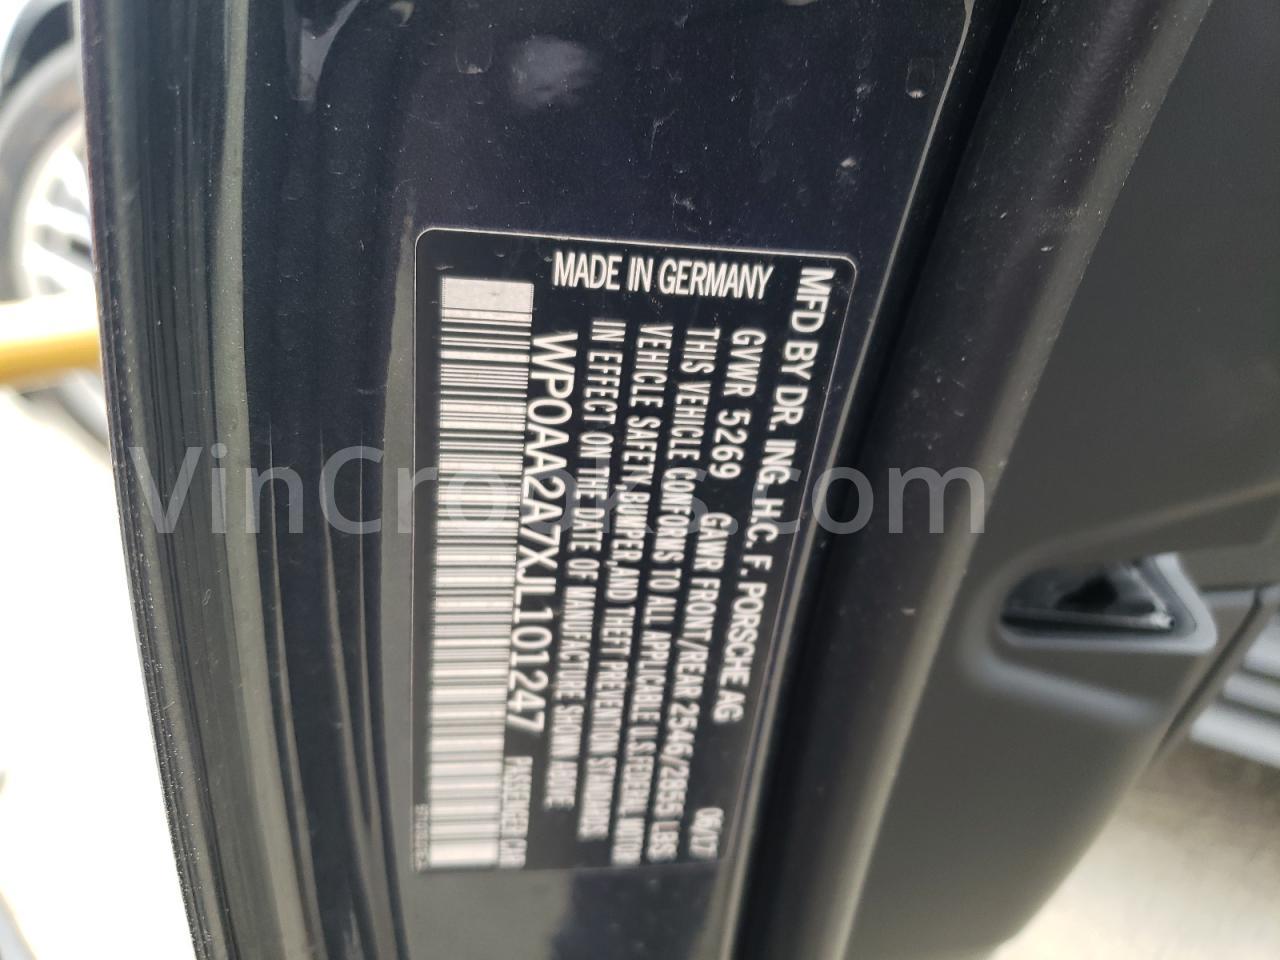 MFD BY DR. ING. H.C. F. PORSCHE AG
MADE IN GERMANY
06/17
GVWR 5269 GAWR FRONT/REAR 2546/2855 LBS
THIS VEHICLE CONFORMS TO ALL APPLICABLE U.S.FEDERAL MOTOR
VEHICLE SAFETY,BUMPER,AND THEFT PREVENTION STANDARDS
IN EFFECT ON THE DATE OF MANUFACTURE SHOWN ABOVE
WP0AA2A7XJL101247 PASSENGER CAR
VinCrooks.com